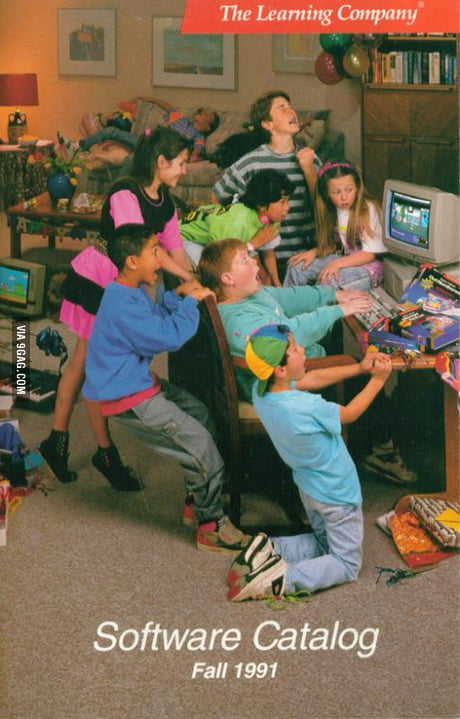 The Learning Company®
VIA 9GAG.COM
Software Catalog
Fall 1991